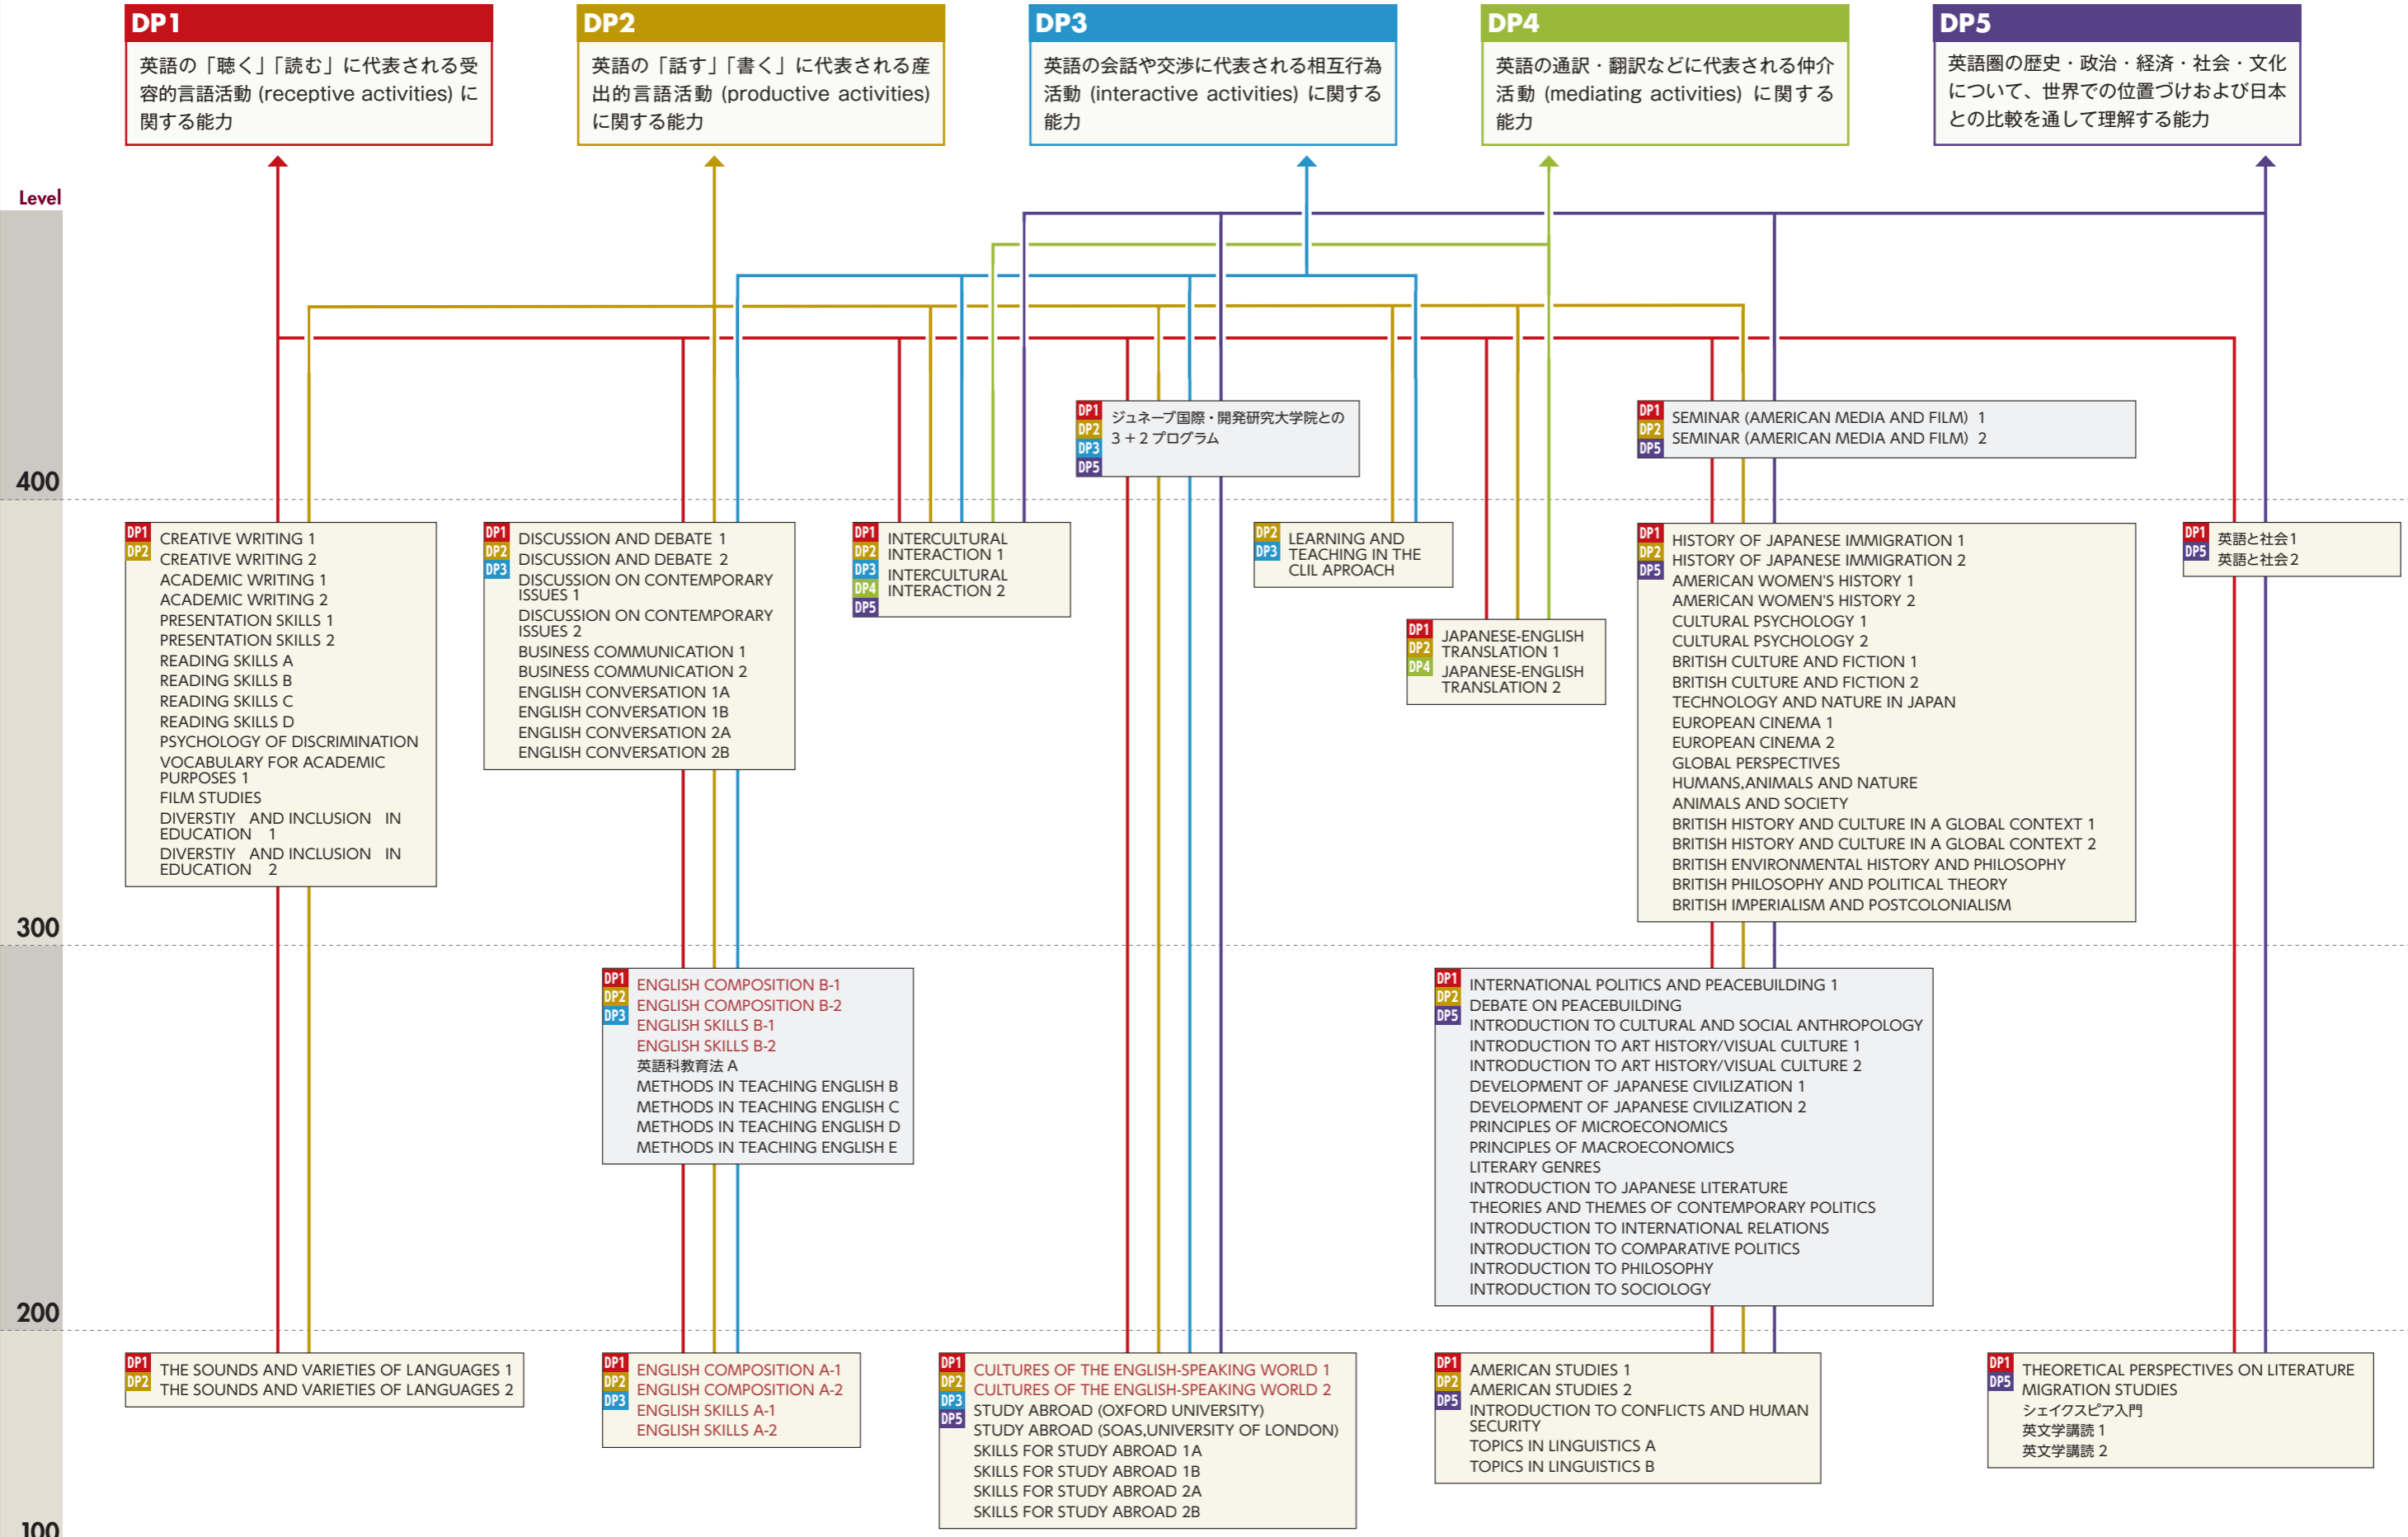 DP1
英語の「聴く」「読む」に代表される受
容的言語活動 (receptive activities) に
関する能力
DP2
英語の「話す」「書く」に代表される産
出的言語活動 (productive activities)
に関する能力
DP3
英語の会話や交渉に代表される相互行為
活動 (interactive activities) に関する
能力
DP4
英語の通訳・翻訳などに代表される仲介
活動 (mediating activities) に関する
能力
DP5
英語圏の歴史・政治・経済・社会・文化
について、世界での位置づけおよび日本
との比較を通して理解する能力
Level
DP1
DP2
DP3
DP5
ジュネーブ国際・開発研究大学院との
3 + 2 プログラム
DP1
DP2
DP5
SEMINAR (AMERICAN MEDIA AND FILM) 1
SEMINAR (AMERICAN MEDIA AND FILM) 2
400
DP1
DP2
CREATIVE WRITING 1
CREATIVE WRITING 2
ACADEMIC WRITING 1
ACADEMIC WRITING 2
PRESENTATION SKILLS 1
PRESENTATION SKILLS 2
READING SKILLS A
READING SKILLS B
READING SKILLS C
READING SKILLS D
PSYCHOLOGY OF DISCRIMINATION
VOCABULARY FOR ACADEMIC
PURPOSES 1
FILM STUDIES
DIVERSTIY AND INCLUSION IN
EDUCATION 1
DIVERSTIY AND INCLUSION IN
EDUCATION 2
DP1
DP2
DP3
DISCUSSION AND DEBATE 1
DISCUSSION AND DEBATE 2
DISCUSSION ON CONTEMPORARY
ISSUES 1
DISCUSSION ON CONTEMPORARY
ISSUES 2
BUSINESS COMMUNICATION 1
BUSINESS COMMUNICATION 2
ENGLISH CONVERSATION 1A
ENGLISH CONVERSATION 1B
ENGLISH CONVERSATION 2A
ENGLISH CONVERSATION 2B
DP1
DP2
DP3
DP4
DP5
INTERCULTURAL
INTERACTION 1
INTERCULTURAL
INTERACTION 2
DP2
DP3
LEARNING AND
TEACHING IN THE
CLIL APROACH
DP1
DP2
DP4
JAPANESE-ENGLISH
TRANSLATION 1
JAPANESE-ENGLISH
TRANSLATION 2
DP1
DP2
DP5
HISTORY OF JAPANESE IMMIGRATION 1
HISTORY OF JAPANESE IMMIGRATION 2
AMERICAN WOMEN'S HISTORY 1
AMERICAN WOMEN'S HISTORY 2
CULTURAL PSYCHOLOGY 1
CULTURAL PSYCHOLOGY 2
BRITISH CULTURE AND FICTION 1
BRITISH CULTURE AND FICTION 2
TECHNOLOGY AND NATURE IN JAPAN
EUROPEAN CINEMA 1
EUROPEAN CINEMA 2
GLOBAL PERSPECTIVES
HUMANS,ANIMALS AND NATURE
ANIMALS AND SOCIETY
BRITISH HISTORY AND CULTURE IN A GLOBAL CONTEXT 1
BRITISH HISTORY AND CULTURE IN A GLOBAL CONTEXT 2
BRITISH ENVIRONMENTAL HISTORY AND PHILOSOPHY
BRITISH PHILOSOPHY AND POLITICAL THEORY
BRITISH IMPERIALISM AND POSTCOLONIALISM
DP1
DP5
英語と社会1
英語と社会2
300
DP1
DP2
DP3
ENGLISH COMPOSITION B-1
ENGLISH COMPOSITION B-2
ENGLISH SKILLS B-1
ENGLISH SKILLS B-2
英語科教育法 A
METHODS IN TEACHING ENGLISH B
METHODS IN TEACHING ENGLISH C
METHODS IN TEACHING ENGLISH D
METHODS IN TEACHING ENGLISH E
DP1
DP2
DP5
INTERNATIONAL POLITICS AND PEACEBUILDING 1
DEBATE ON PEACEBUILDING
INTRODUCTION TO CULTURAL AND SOCIAL ANTHROPOLOGY
INTRODUCTION TO ART HISTORY/VISUAL CULTURE 1
INTRODUCTION TO ART HISTORY/VISUAL CULTURE 2
DEVELOPMENT OF JAPANESE CIVILIZATION 1
DEVELOPMENT OF JAPANESE CIVILIZATION 2
PRINCIPLES OF MICROECONOMICS
PRINCIPLES OF MACROECONOMICS
LITERARY GENRES
INTRODUCTION TO JAPANESE LITERATURE
THEORIES AND THEMES OF CONTEMPORARY POLITICS
INTRODUCTION TO INTERNATIONAL RELATIONS
INTRODUCTION TO COMPARATIVE POLITICS
INTRODUCTION TO PHILOSOPHY
INTRODUCTION TO SOCIOLOGY
200
DP1
DP2
THE SOUNDS AND VARIETIES OF LANGUAGES 1
THE SOUNDS AND VARIETIES OF LANGUAGES 2
DP1
DP2
DP3
ENGLISH COMPOSITION A-1
ENGLISH COMPOSITION A-2
ENGLISH SKILLS A-1
ENGLISH SKILLS A-2
DP1
DP2
DP3
DP5
CULTURES OF THE ENGLISH-SPEAKING WORLD 1
CULTURES OF THE ENGLISH-SPEAKING WORLD 2
STUDY ABROAD (OXFORD UNIVERSITY)
STUDY ABROAD (SOAS,UNIVERSITY OF LONDON)
SKILLS FOR STUDY ABROAD 1A
SKILLS FOR STUDY ABROAD 1B
SKILLS FOR STUDY ABROAD 2A
SKILLS FOR STUDY ABROAD 2B
DP1
DP2
DP5
AMERICAN STUDIES 1
AMERICAN STUDIES 2
INTRODUCTION TO CONFLICTS AND HUMAN
SECURITY
TOPICS IN LINGUISTICS A
TOPICS IN LINGUISTICS B
DP1
DP5
THEORETICAL PERSPECTIVES ON LITERATURE
MIGRATION STUDIES
シェイクスピア入門
英文学講読 1
英文学講読 2
100